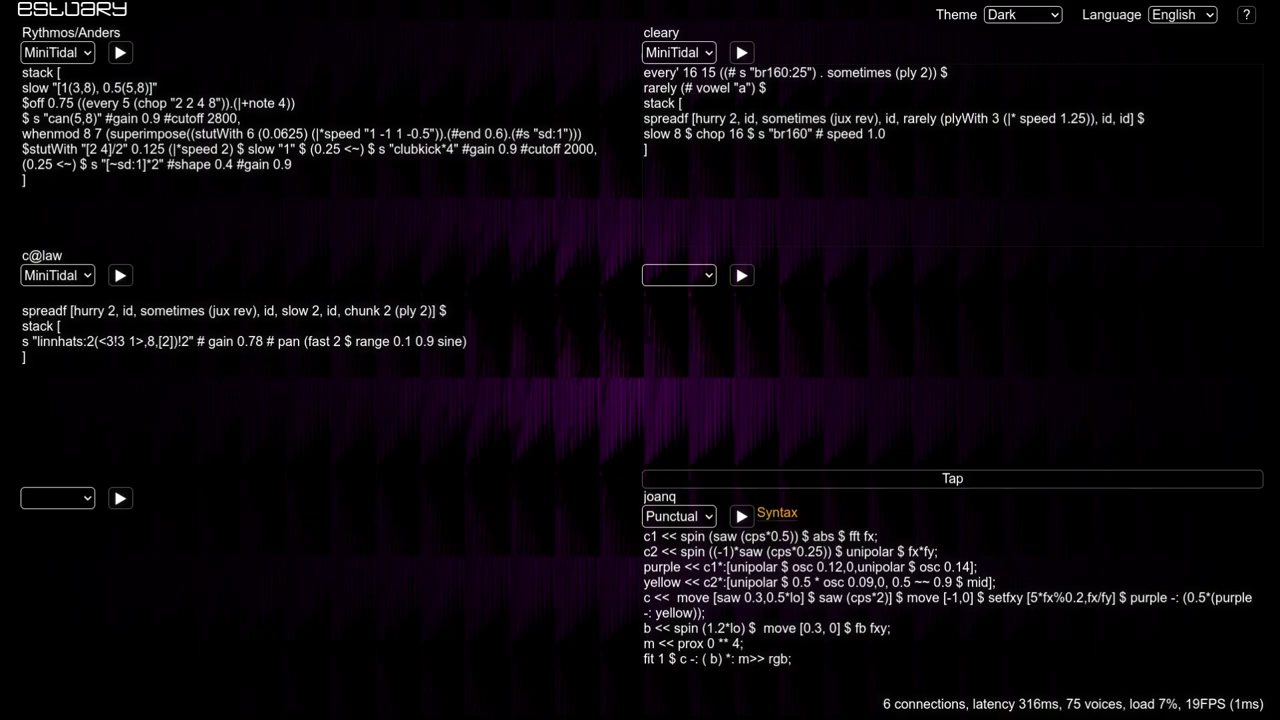 estuary
Theme Dark Language English ?
Rythmos/Anders
MiniTidal
stack [
slow "[1(3,8), 0.5(5,8)]"
$off 0.75 ((every 5 (chop "2 2 4 8")).(|+note 4))
$ s "can(5,8)" #gain 0.9 #cutoff 2800,
whenmod 8 7 (superimpose((stutWith 6 (0.0625) (|*speed "1 -1 1 -0.5")).(#end 0.6).(#s "sd:1")))
$stutWith "[2 4]/2" 0.125 (|*speed 2) $ slow "1" $ (0.25 <~) $ s "clubkick*4" #gain 0.9 #cutoff 2000,
(0.25 <~) $ s "[~sd:1]*2" #shape 0.4 #gain 0.9
]
cleary
MiniTidal
every' 16 15 ((# s "br160:25") . sometimes (ply 2)) $
rarely (# vowel "a") $
stack [
spreadf [hurry 2, id, sometimes (jux rev), id, rarely (plyWith 3 (|* speed 1.25)), id, id] $
slow 8 $ chop 16 $ s "br160" # speed 1.0
]
c@law
MiniTidal
spreadf [hurry 2, id, sometimes (jux rev), id, slow 2, id, chunk 2 (ply 2)] $
stack [
s "linnhats:2(<3!3 1>,8,[2])!2" # gain 0.78 # pan (fast 2 $ range 0.1 0.9 sine)
]
Tap
joanq
Punctual Syntax
c1 << spin (saw (cps*0.5)) $ abs $ fft fx;
c2 << spin ((-1)*saw (cps*0.25)) $ unipolar $ fx*fy;
purple << c1*:[unipolar $ osc 0.12,0,unipolar $ osc 0.14];
yellow << c2*:[unipolar $ 0.5 * osc 0.09,0, 0.5 ~~ 0.9 $ mid];
c << move [saw 0.3,0.5*lo] $ saw (cps*2)] $ move [-1,0] $ setfxy [5*fx%0.2,fx/fy] $ purple -: (0.5*(purple
-: yellow));
b << spin (1.2*lo) $ move [0.3, 0] $ fb fxy;
m << prox 0 ** 4;
fit 1 $ c -: ( b) *: m>> rgb;
6 connections, latency 316ms, 75 voices, load 7%, 19FPS (1ms)